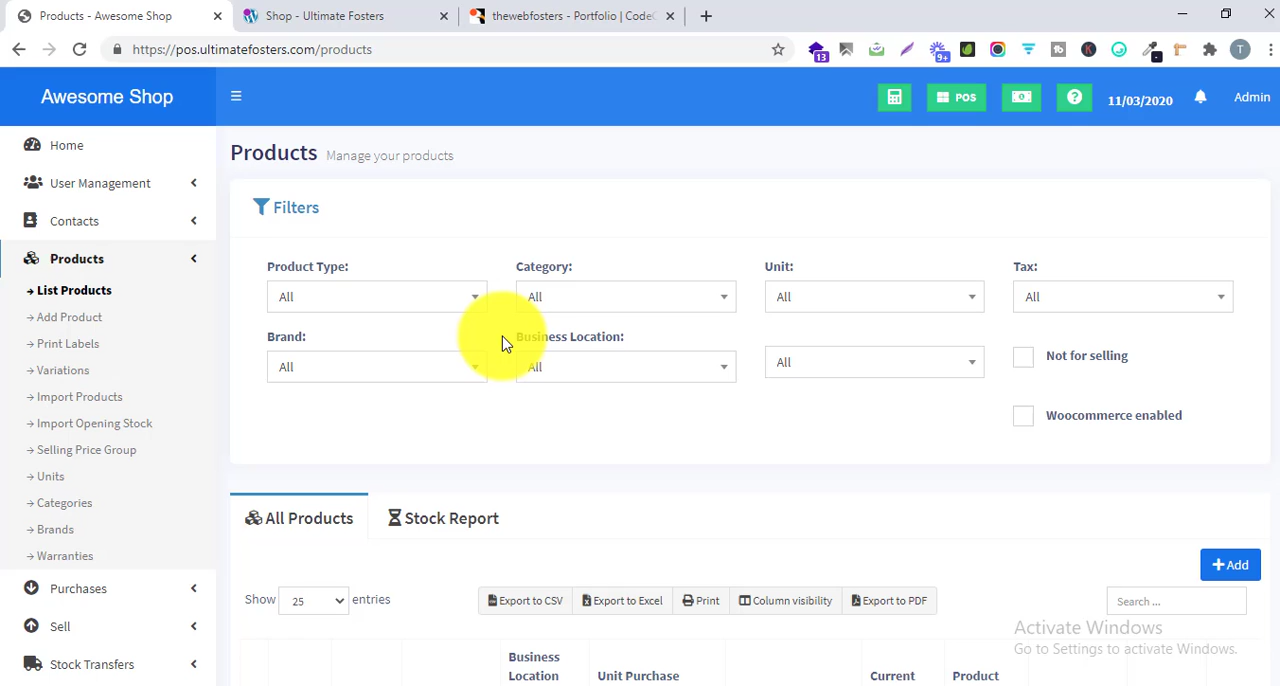 Products - Awesome Shop
Shop - Ultimate Fosters
thewebfosters - Portfolio | CodeC
https://pos.ultimatefosters.com/products
13
9+
fb
K
T
Awesome Shop
POS
11/03/2020
Admin
Home
User Management
Contacts
Products
List Products
Add Product
Print Labels
Variations
Import Products
Import Opening Stock
Selling Price Group
Units
Categories
Brands
Warranties
Purchases
Sell
Stock Transfers
Products Manage your products
Filters
Product Type: Category: Unit: Tax:
All All All All
Brand: Business Location:
All All All Not for selling
Woocommerce enabled
All Products Stock Report
+Add
Show 25 entries Export to CSV Export to Excel Print Column visibility Export to PDF Search ...
Activate Windows
Go to Settings to activate Windows.
Business
Location Unit Purchase Current Product